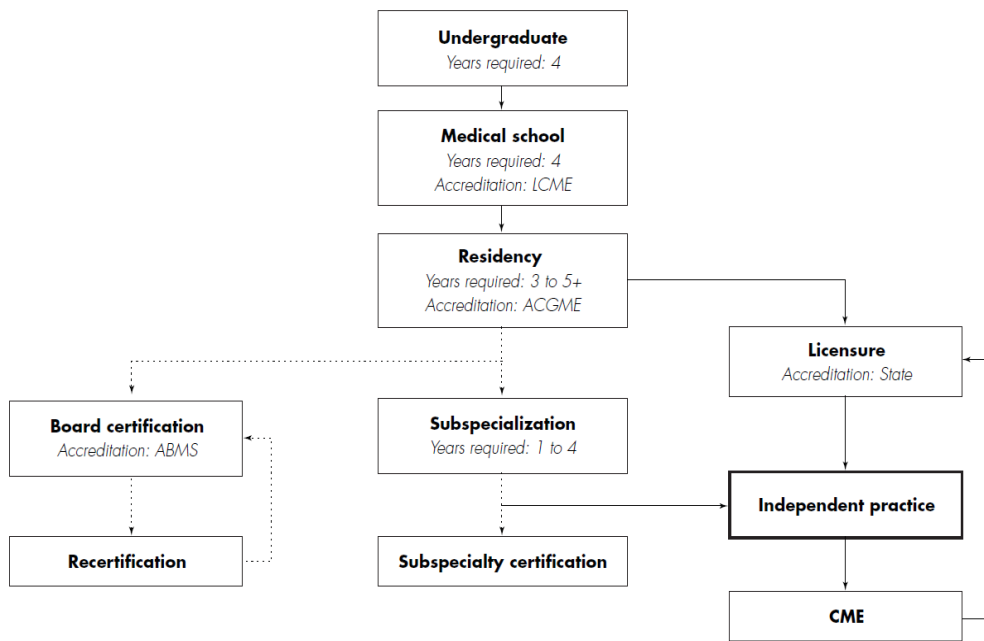 Undergraduate
Years required: 4
Medical school
Years required: 4
Accreditation: LCME
Residency
Years required: 3 to 5+
Accreditation: ACGME
Licensure
Accreditation: State
Board certification
Accreditation: ABMS
Subspecialization
Years required: 1 to 4
Independent practice
Recertification
Subspecialty certification
CME